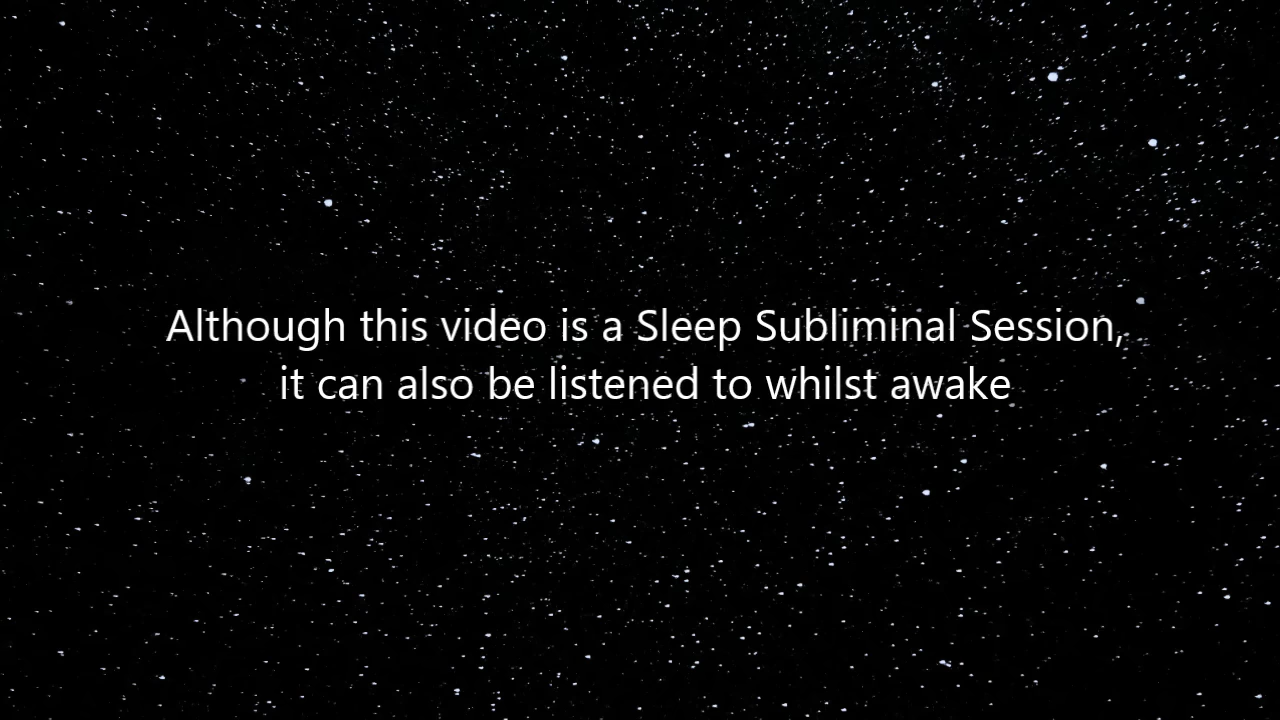 Although this video is a Sleep Subliminal Session,
it can also be listened to whilst awake